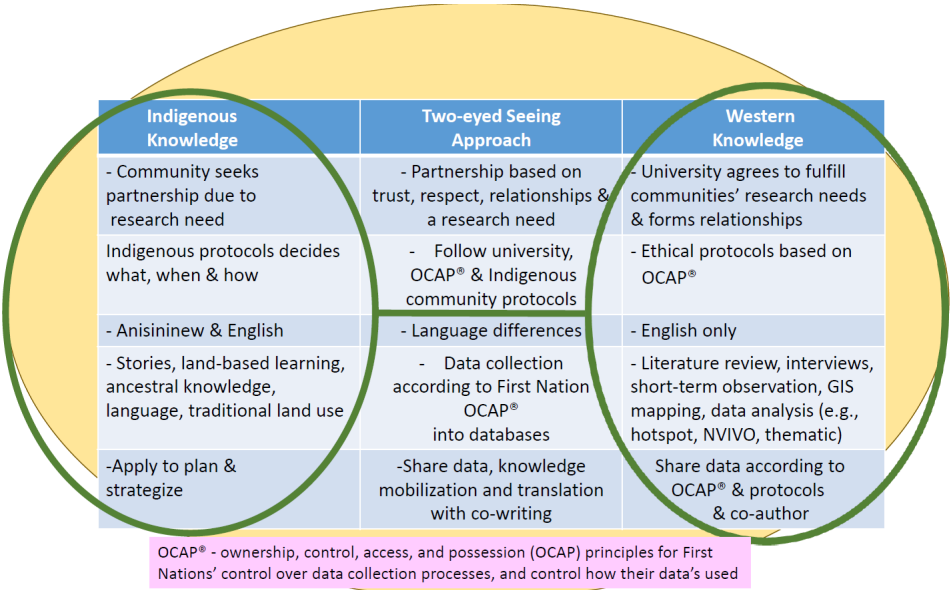 Indigenous
Knowledge
Two-eyed Seeing
Approach
Western
Knowledge
- Community seeks
partnership due to
research need
- Partnership based on
trust, respect, relationships &
a research need
- University agrees to fulfill
communities’ research needs
& forms relationships
Indigenous protocols decides
what, when & how
- Follow university,
OCAP® & Indigenous
community protocols
- Ethical protocols based on
OCAP®
- Anisininew & English
- Language differences
- English only
- Stories, land-based learning,
ancestral knowledge,
language, traditional land use
- Data collection
according to First Nation
OCAP®
into databases
- Literature review, interviews,
short-term observation, GIS
mapping, data analysis (e.g.,
hotspot, NVIVO, thematic)
-Apply to plan &
strategize
-Share data, knowledge
mobilization and translation
with co-writing
Share data according to
OCAP® & protocols
& co-author
OCAP® - ownership, control, access, and possession (OCAP) principles for First
Nations’ control over data collection processes, and control how their data’s used